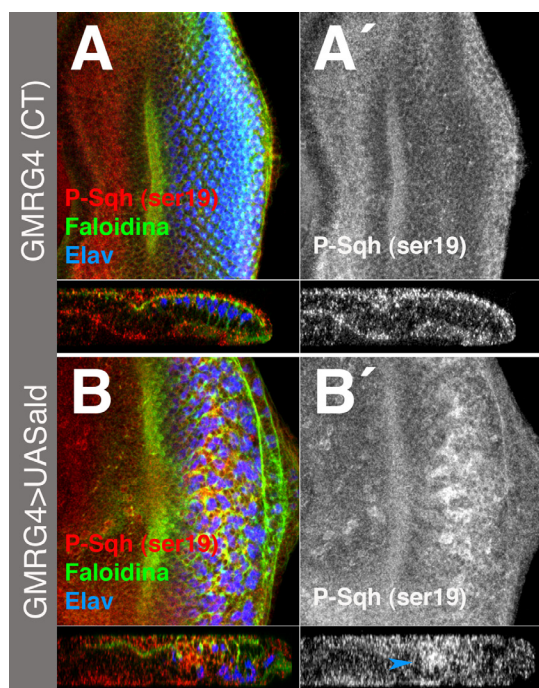 GMRG4 (CT)
A
P-Sqh (ser19)
Faloidina
Elav
A´
P-Sqh (ser19)
GMRG4>UASald
B
P-Sqh (ser19)
Faloidina
Elav
B´
P-Sqh (ser19)